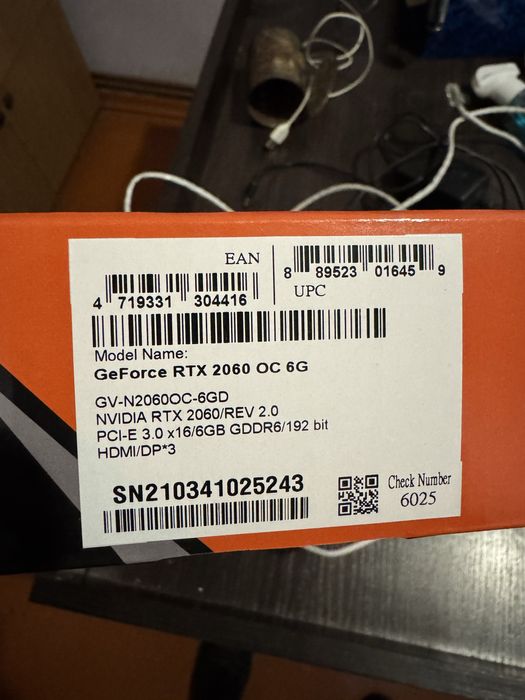 EAN
4 719331 304416
8 89523 01645 9
UPC
Model Name:
GeForce RTX 2060 OC 6G
GV-N2060OC-6GD
NVIDIA RTX 2060/REV 2.0
PCI-E 3.0 x16/6GB GDDR6/192 bit
HDMI/DP*3
SN210341025243
Check Number
6025